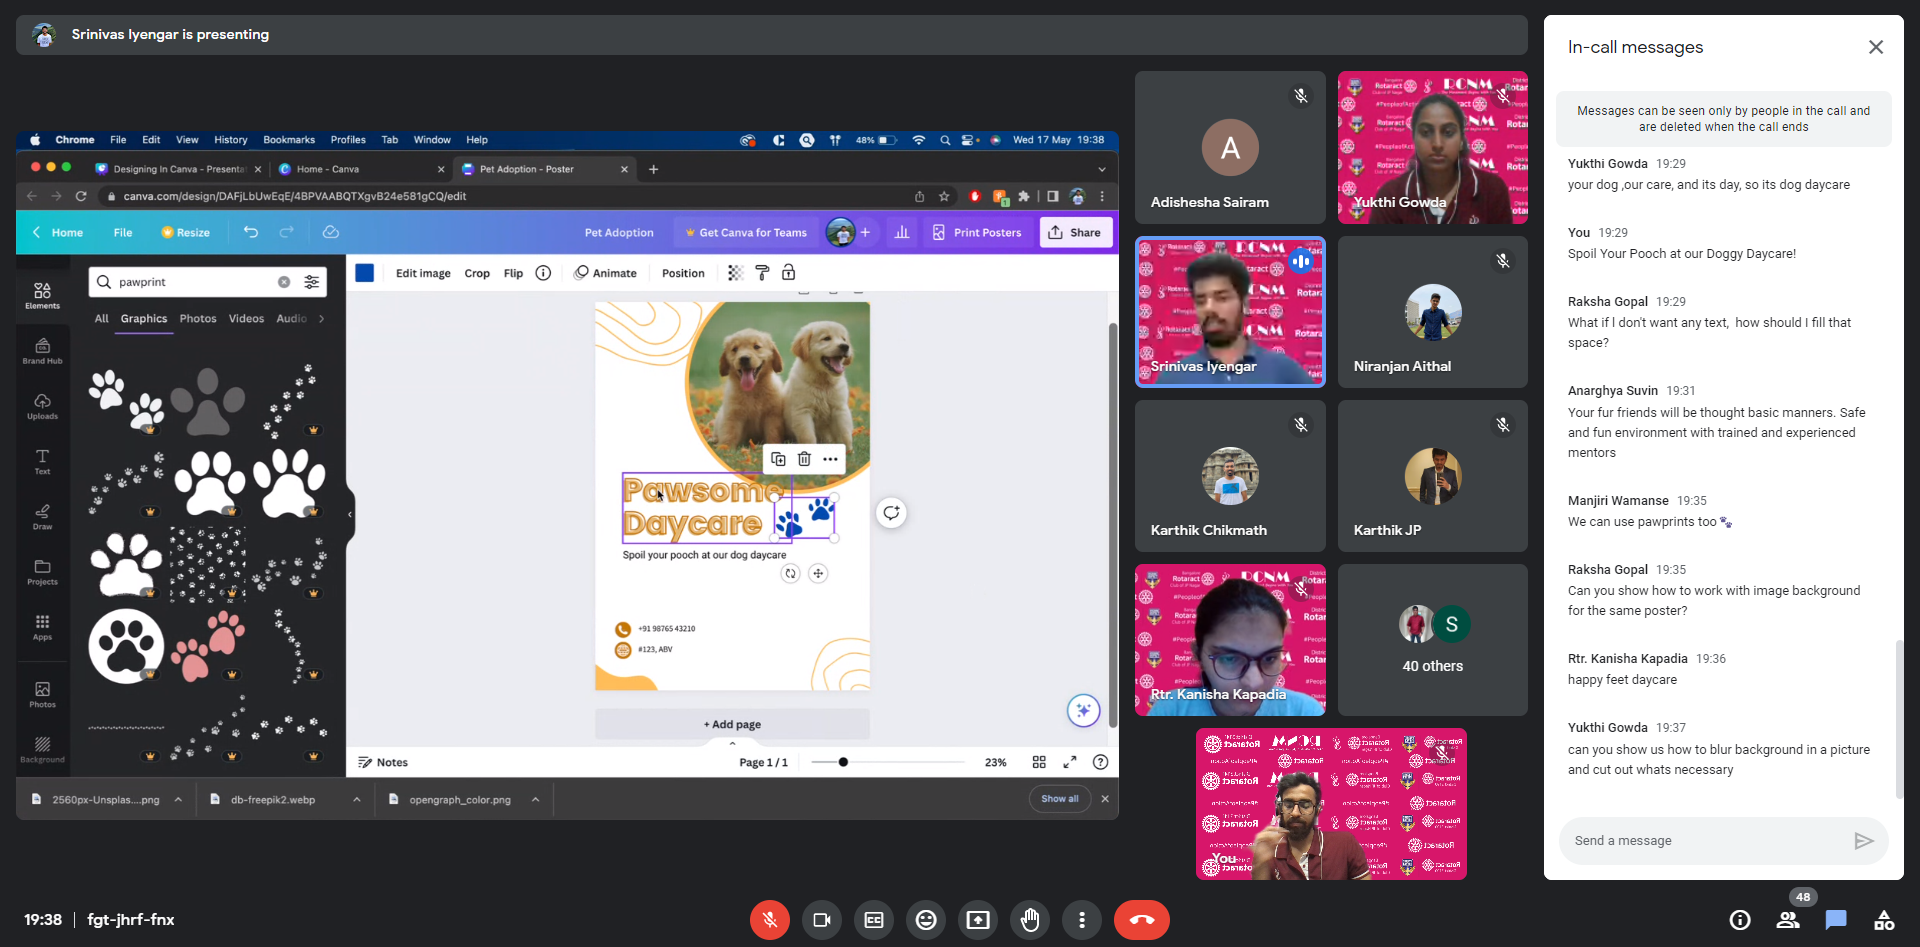 Srinivas Iyengar is presenting
Chrome File Edit View History Bookmarks Profiles Tab Window Help
48%
Wed 17 May 19:38
Designing In Canva - Presenta
Home - Canva
Pet Adoption - Poster
canva.com/design/DAFjLbUwEqE/4BPVAABQTXgvB24e581gCQ/edit
Home File Resize
Pet Adoption
Get Canva for Teams
Print Posters
Share
pawprint
Edit image Crop Flip Animate Position
All Graphics Photos Videos Audio
Elements
Brand Hub
Uploads
Text
Draw
Projects
Apps
Photos
Background
Pawsome
Daycare
Spoil your pooch at our dog daycare
+91 98765 43210
#123, ABV
+ Add page
Notes
Page 1 / 1
23%
2560px-Unsplas....png
db-freepik2.webp
opengraph_color.png
Show all
A
Adishesha Sairam
RCNM
Yukthi Gowda
RCNM
Rotaract
Srinivas Iyengar
Niranjan Aithal
Karthik Chikmath
Karthik JP
Rotaract
RCNM
Rtr. Kanisha Kapadia
S
40 others
You
In-call messages
Messages can be seen only by people in the call and
are deleted when the call ends
Yukthi Gowda 19:29
your dog ,our care, and its day, so its dog daycare
You 19:29
Spoil Your Pooch at our Doggy Daycare!
Raksha Gopal 19:29
What if I don't want any text, how should I fill that
space?
Anarghya Suvin 19:31
Your fur friends will be thought basic manners. Safe
and fun environment with trained and experienced
mentors
Manjiri Wamanse 19:35
We can use pawprints too 🐾
Raksha Gopal 19:35
Can you show how to work with image background
for the same poster?
Rtr. Kanisha Kapadia 19:36
happy feet daycare
Yukthi Gowda 19:37
can you show us how to blur background in a picture
and cut out whats necessary
Send a message
19:38 | fgt-jhrf-fnx
48